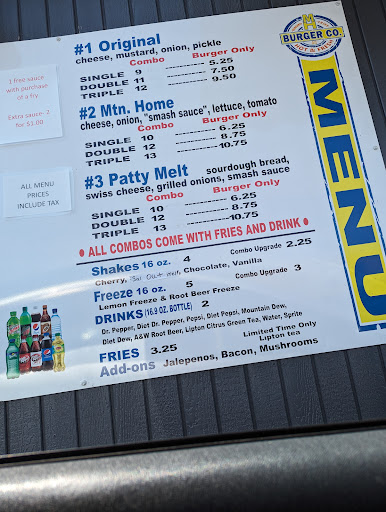 BURGER CO.
HOT & FRESH
MENU
1 free sauce
with purchase
of a fry
Extra sauce- 2
for $1.00
ALL MENU
PRICES
INCLUDE TAX
#1 Original
cheese, mustard, onion, pickle
Combo Burger Only
SINGLE 9 5.25
DOUBLE 11 7.50
TRIPLE 12 9.50
#2 Mtn. Home
cheese, onion, "smash sauce", lettuce, tomato
Combo Burger Only
SINGLE 10 6.25
DOUBLE 12 8.75
TRIPLE 13 10.75
#3 Patty Melt sourdough bread,
swiss cheese, grilled onions, smash sauce
Combo Burger Only
SINGLE 10 6.25
DOUBLE 12 8.75
TRIPLE 13 10.75
• ALL COMBOS COME WITH FRIES AND DRINK •
Shakes 16 oz. 4 Combo Upgrade 2.25
Cherry, Chocolate, Vanilla
Freeze 16 oz. 5 Combo Upgrade 3
Lemon Freeze & Root Beer Freeze
DRINKS (16.9 OZ. BOTTLE) 2
Dr. Pepper, Diet Dr. Pepper, Pepsi, Diet Pepsi, Mountain Dew,
Diet Dew, A&W Root Beer, Lipton Citrus Green Tea, Water, Sprite
Limited Time Only
FRIES 3.25 Lipton tea
Add-ons Jalepenos, Bacon, Mushrooms